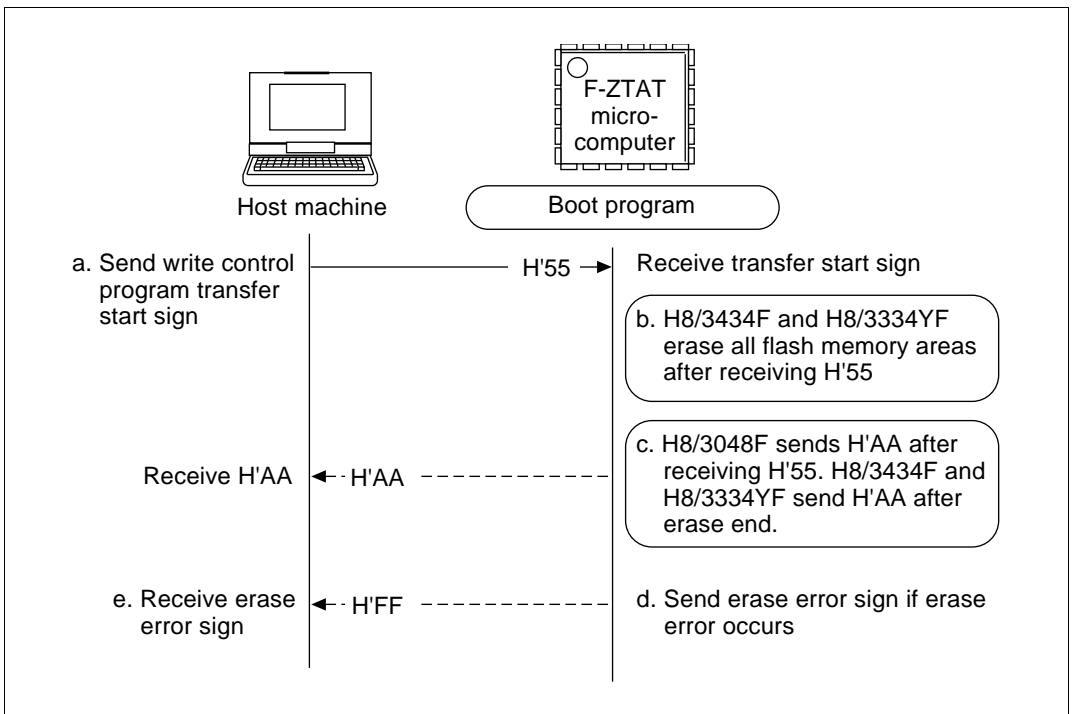 F-ZTAT
micro-
computer
Host machine
Boot program
a. Send write control
program transfer
start sign
H'55
Receive transfer start sign
b. H8/3434F and H8/3334YF
erase all flash memory areas
after receiving H'55
c. H8/3048F sends H'AA after
receiving H'55. H8/3434F and
H8/3334YF send H'AA after
erase end.
Receive H'AA
H'AA
e. Receive erase
error sign
H'FF
d. Send erase error sign if erase
error occurs